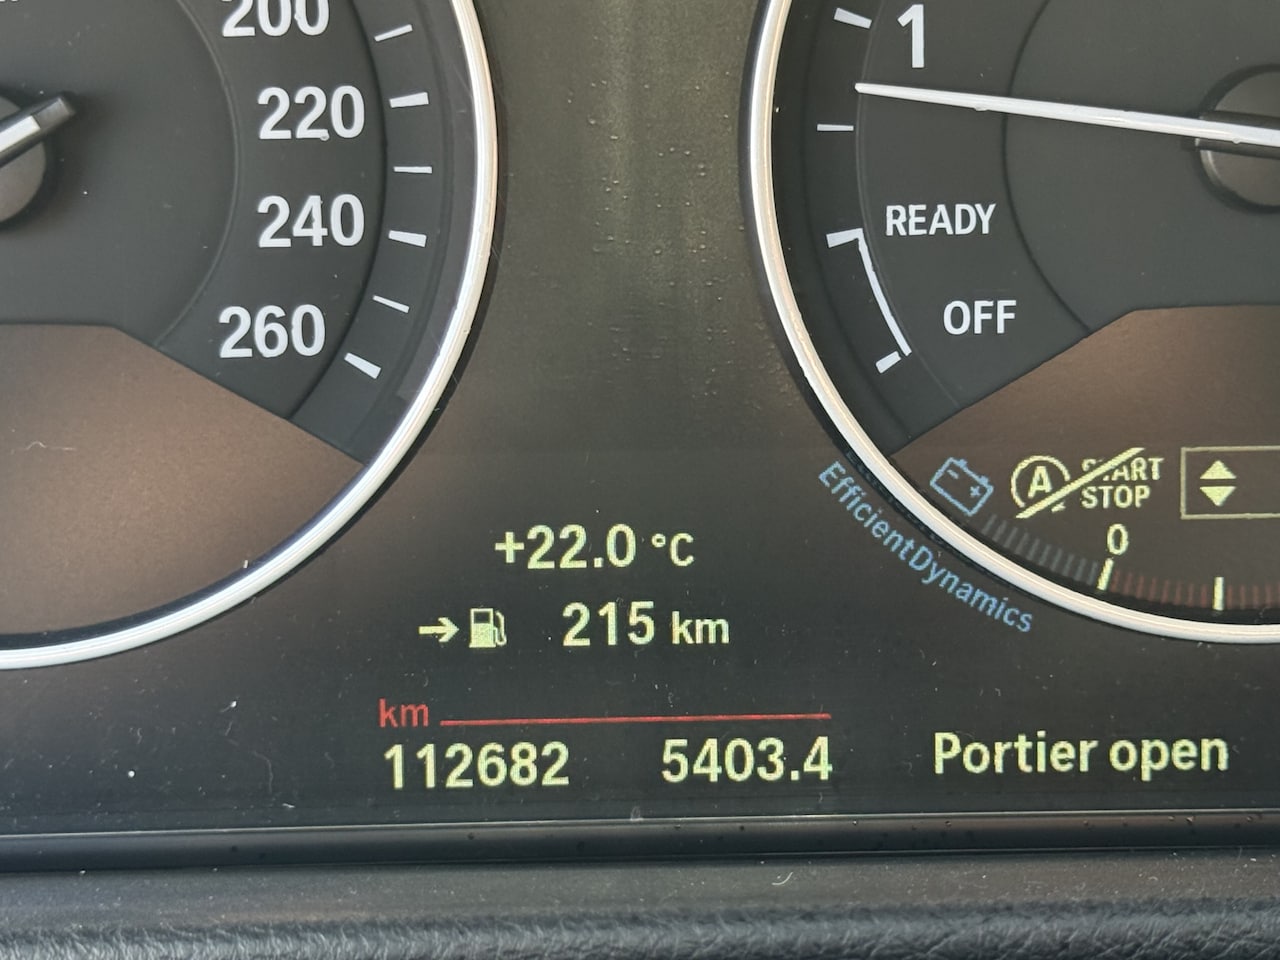 200
220
240
260
1
READY
OFF
A START
STOP
0
EfficientDynamics
+22.0 °C
215 km
km
112682 5403.4
Portier open